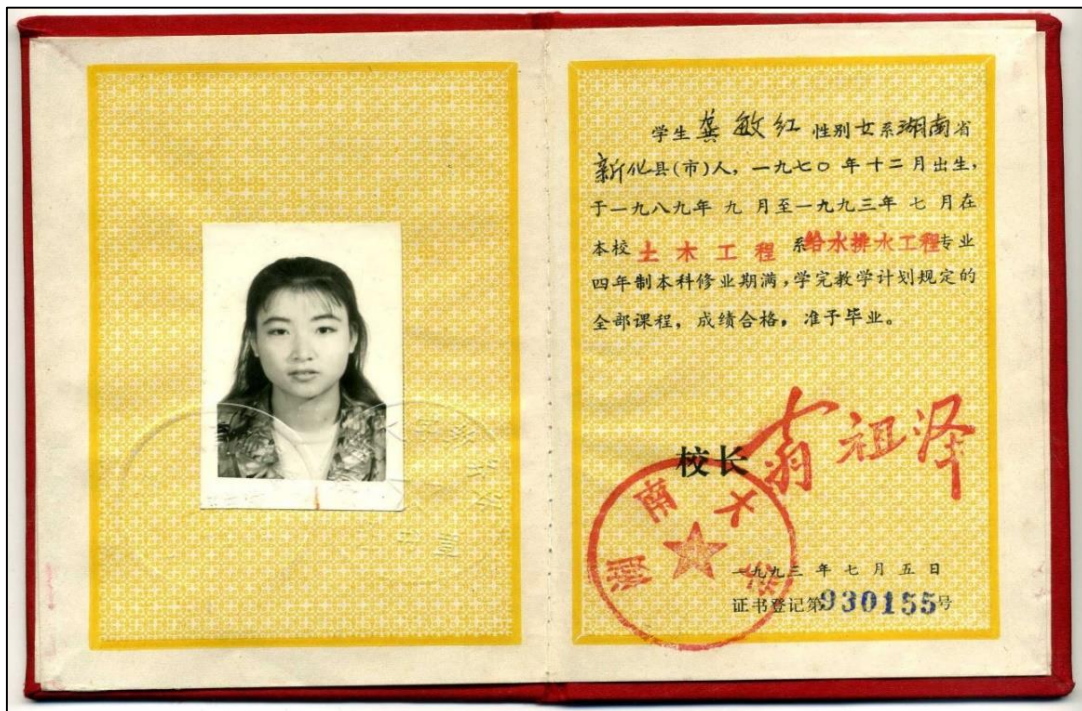 学生龚敏红性别女系湖南省
新化县(市)人，一九七〇年十二月出生，
于一九八九年九月至一九九三年七月在
本校土木工程系给水排水工程专业
四年制本科修业期满，学完教学计划规定的
全部课程，成绩合格，准予毕业。
校长 翁祖泽
湖南大学
一九九三年七月五日
证书登记第930155号